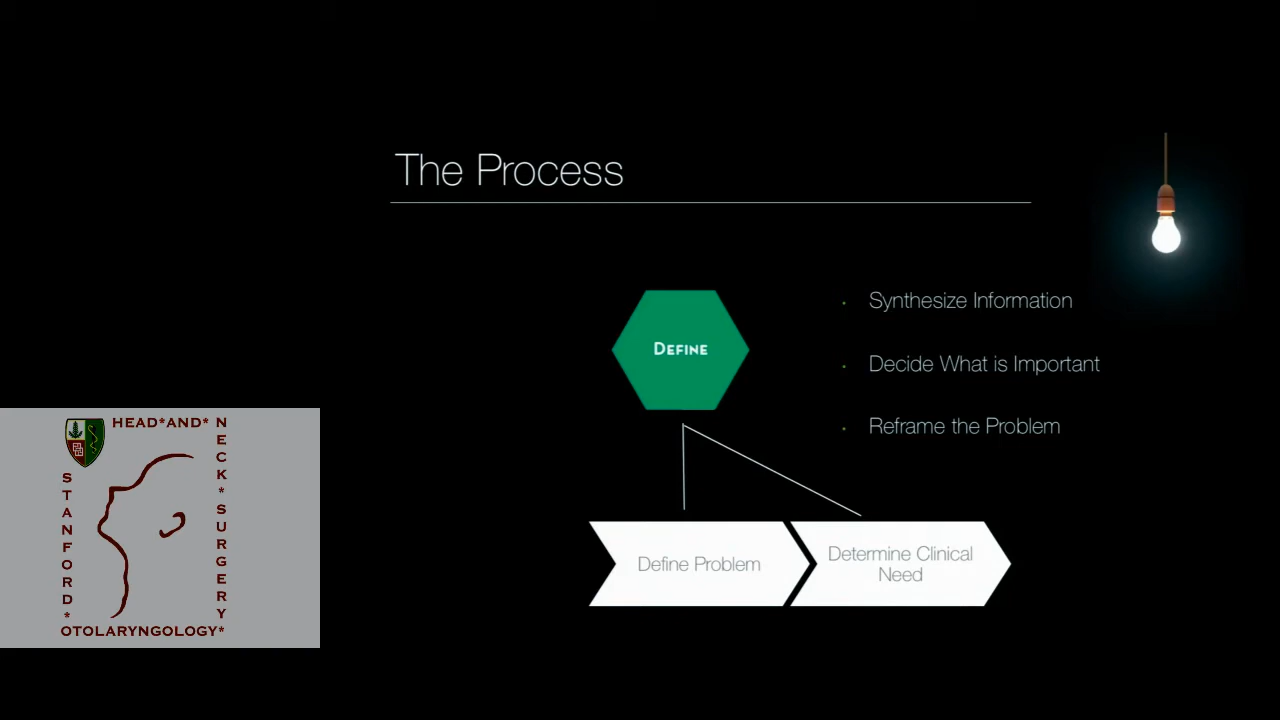 The Process
DEFINE
Synthesize Information
Decide What is Important
Reframe the Problem
Define Problem
Determine Clinical
Need
HEAD*AND*
NECK*SURGERY*
STANFORD*
OTOLARYNGOLOGY*